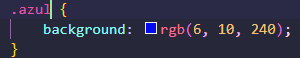 .azul {
background: rgb(6, 10, 240);
}